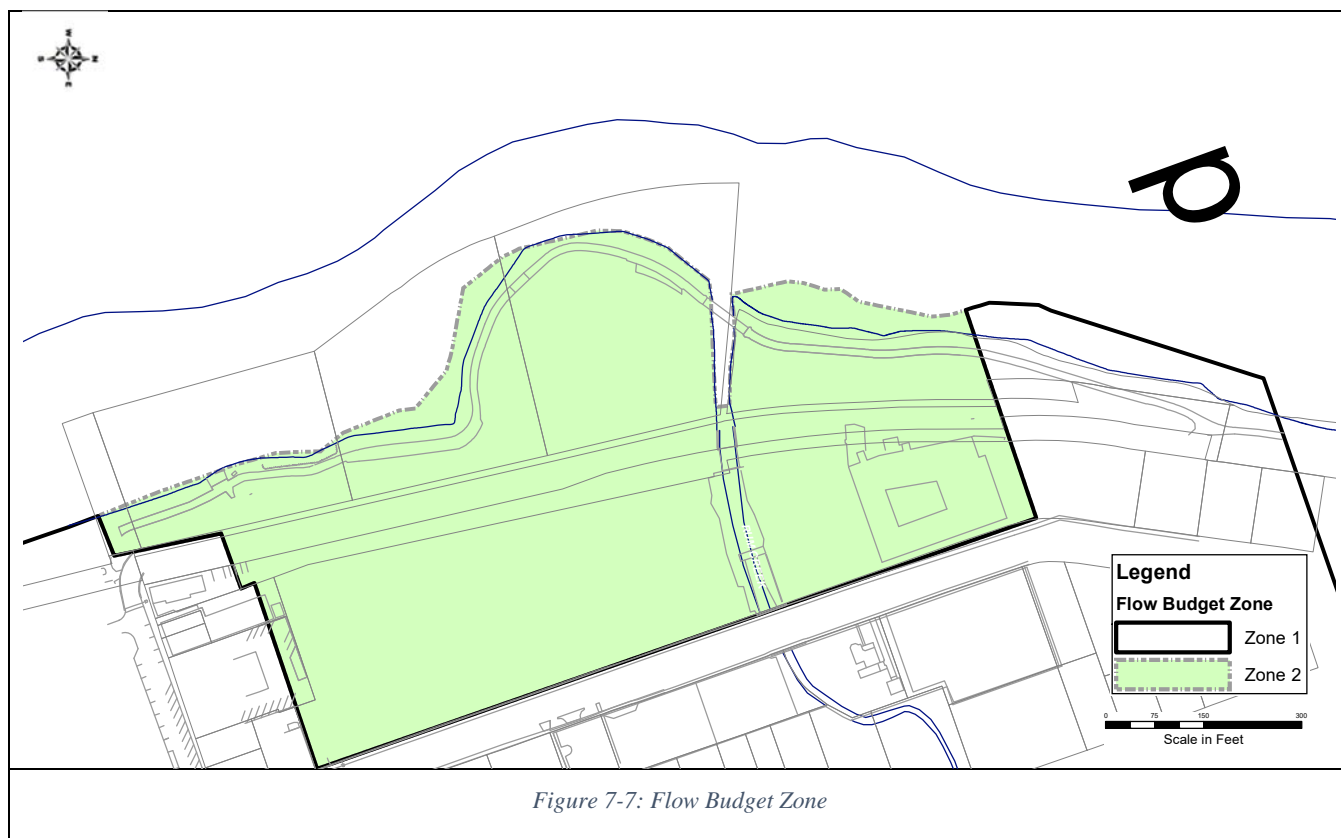 W
S N
E
Legend
Flow Budget Zone
Zone 1
Zone 2
0 75 150 300
Scale in Feet
Figure 7-7: Flow Budget Zone